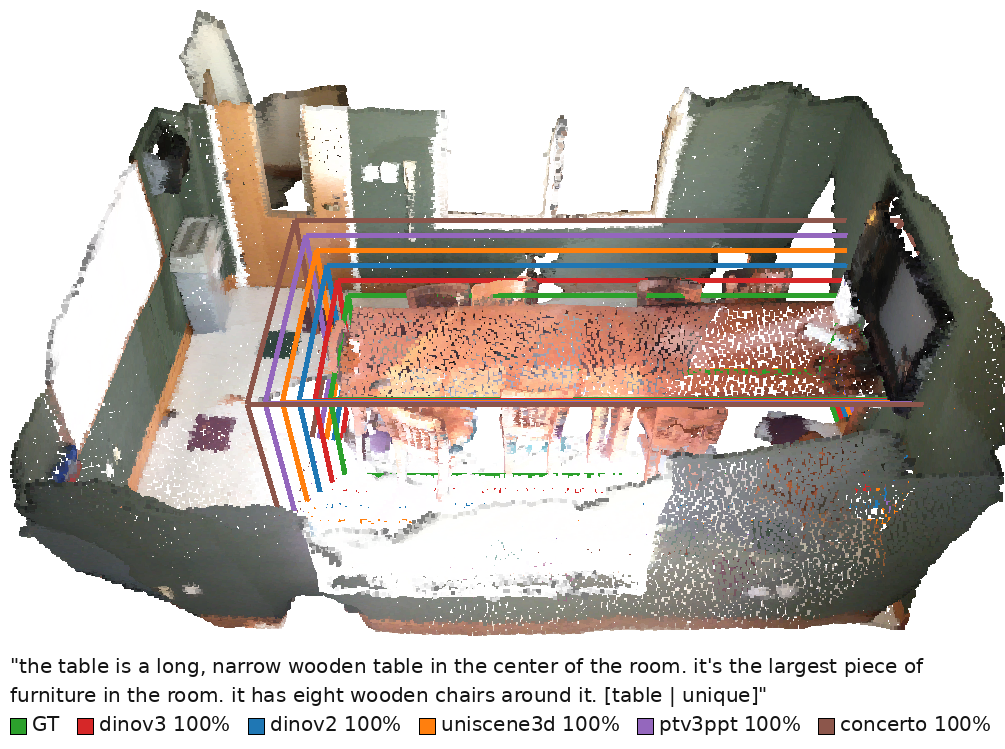 "the table is a long, narrow wooden table in the center of the room. it's the largest piece of
furniture in the room. it has eight wooden chairs around it. [table | unique]"
GT dinov3 100% dinov2 100% uniscene3d 100% ptv3ppt 100% concerto 100%